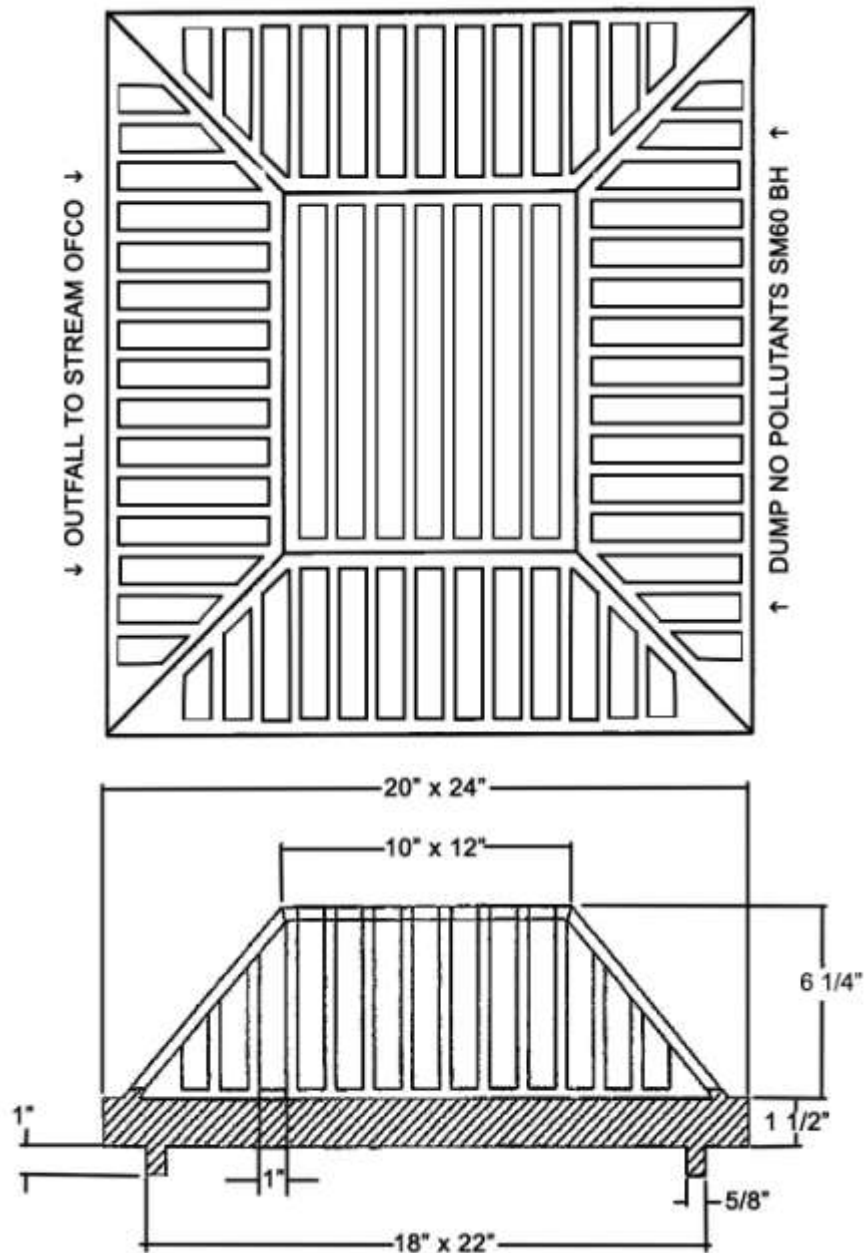 ↓ OUTFALL TO STREAM OFCO ↓
↑ DUMP NO POLLUTANTS SM60 BH ↑
20" x 24"
10" x 12"
6 1/4"
1"
1 1/2"
1"
5/8"
18" x 22"